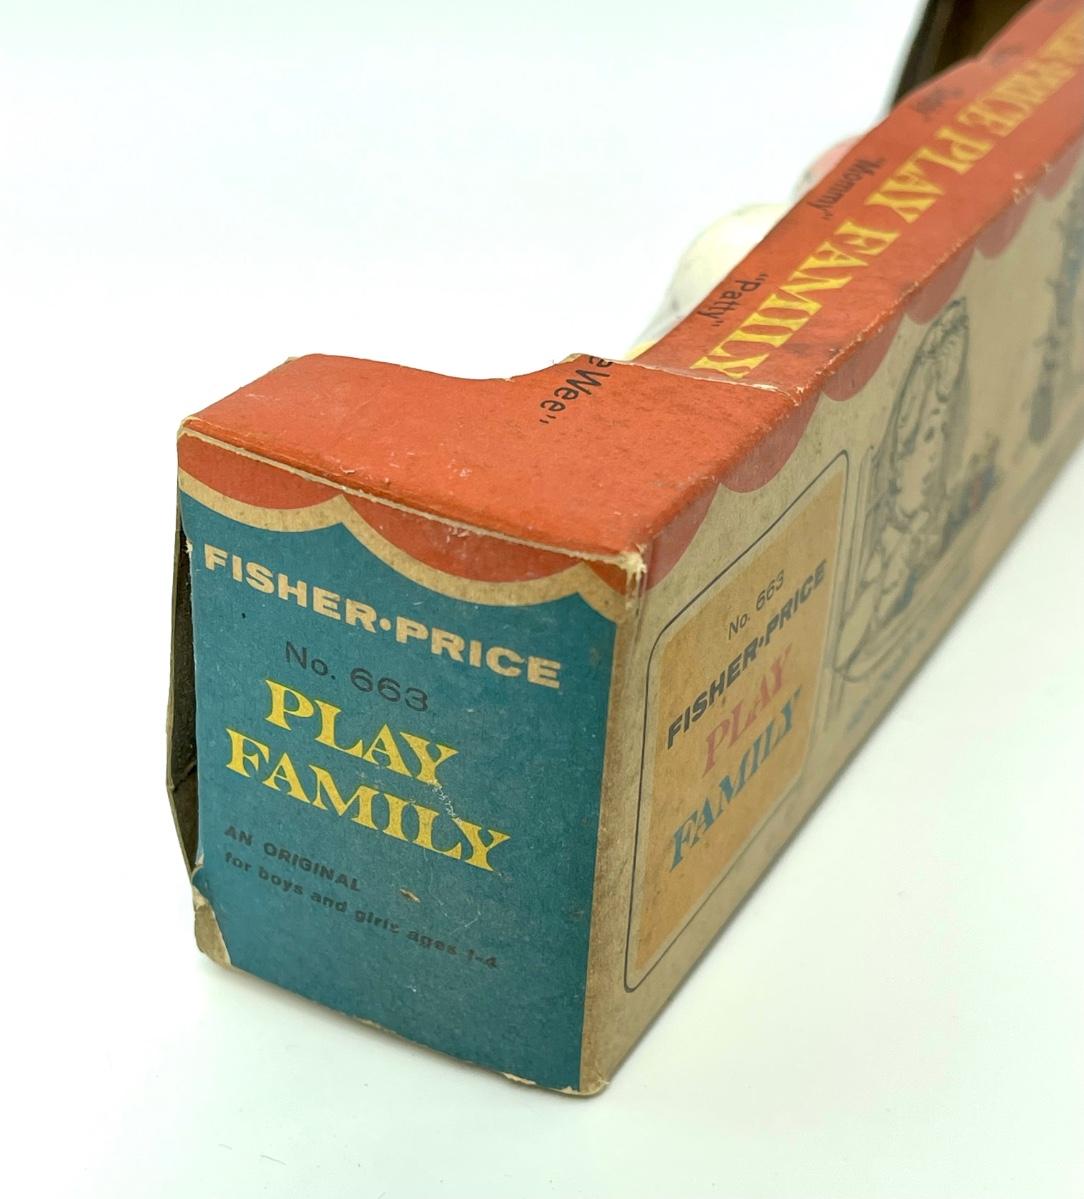 FISHER-PRICE PLAY FAMILY
"Mommy"
"Patty"
e Wee"
FISHER•PRICE
No. 663
PLAY
FAMILY
AN ORIGINAL
for boys and girls ages 1-4
No. 663
FISHER•PRICE
PLAY
FAMILY